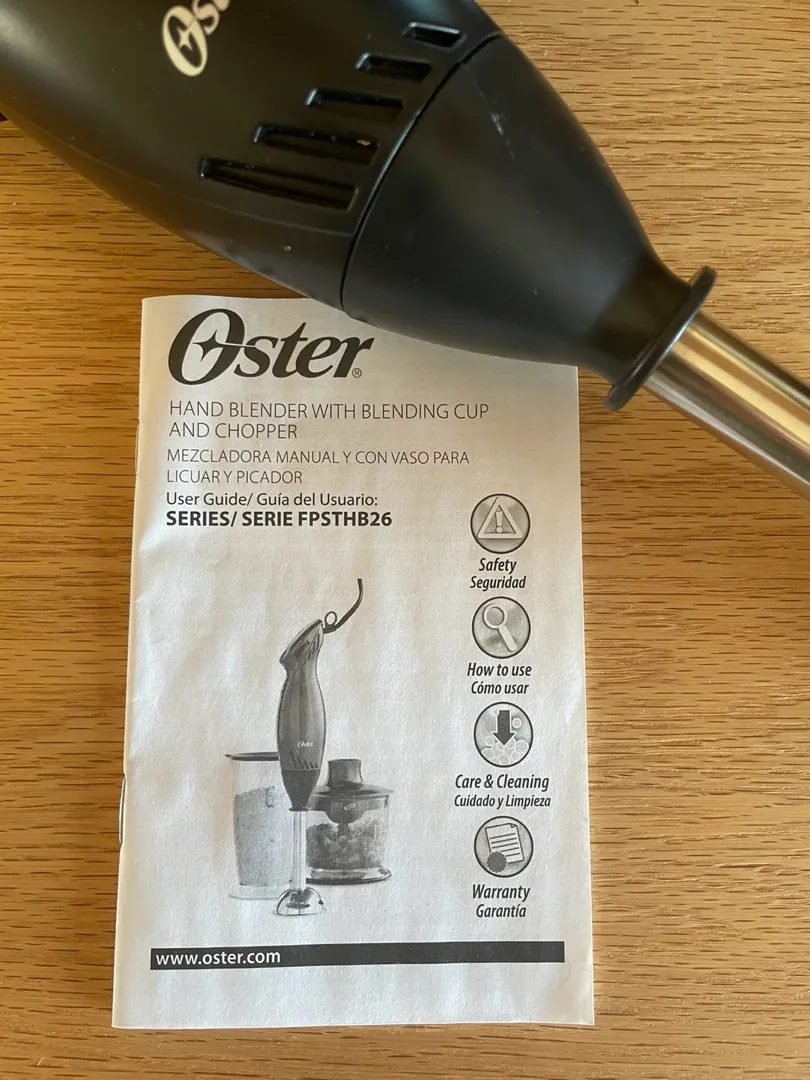 Oster
Oster®
HAND BLENDER WITH BLENDING CUP
AND CHOPPER
MEZCLADORA MANUAL Y CON VASO PARA
LICUAR Y PICADOR
User Guide/ Guía del Usuario:
SERIES/ SERIE FPSTHB26
Safety
Seguridad
How to use
Cómo usar
Oster
Care & Cleaning
Cuidado y Limpieza
Warranty
Garantía
www.oster.com